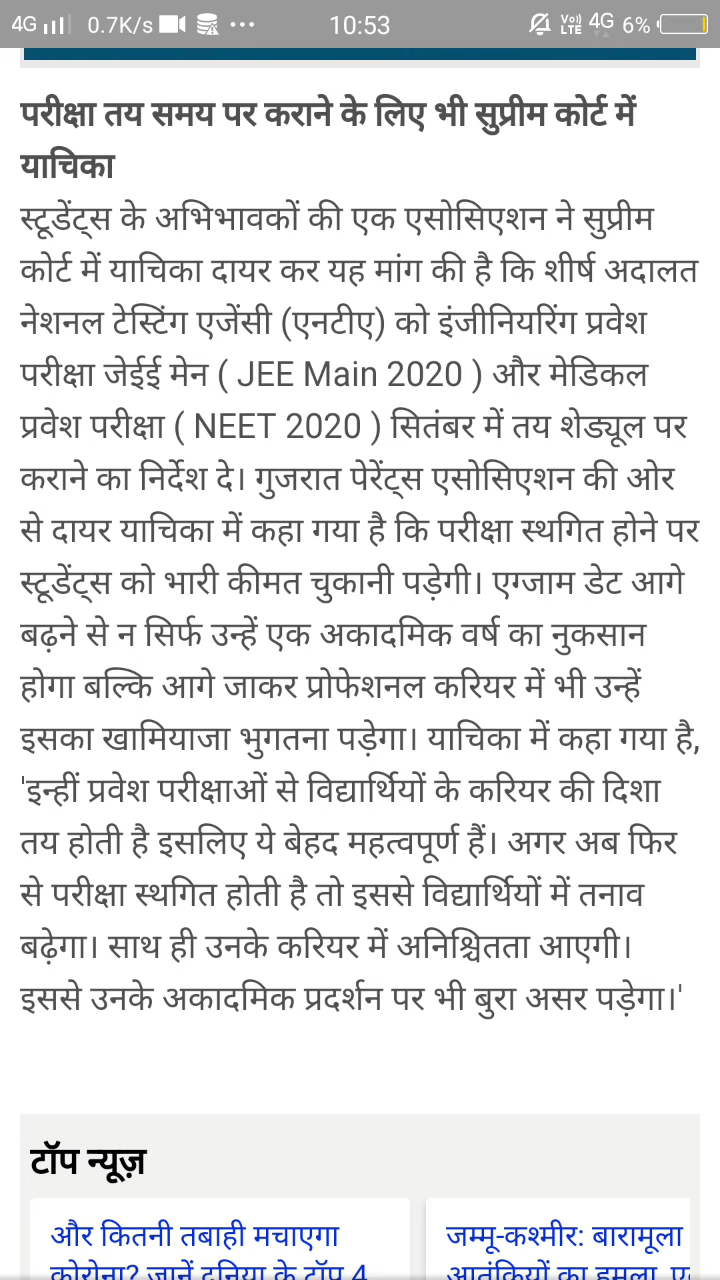 4G 0.7K/s ... 10:53 Vo) LTE 4G 6%
परीक्षा तय समय पर कराने के लिए भी सुप्रीम कोर्ट में
याचिका
स्टूडेंट्स के अभिभावकों की एक एसोसिएशन ने सुप्रीम
कोर्ट में याचिका दायर कर यह मांग की है कि शीर्ष अदालत
नेशनल टेस्टिंग एजेंसी (एनटीए) को इंजीनियरिंग प्रवेश
परीक्षा जेईई मेन ( JEE Main 2020 ) और मेडिकल
प्रवेश परीक्षा ( NEET 2020 ) सितंबर में तय शेड्यूल पर
कराने का निर्देश दे। गुजरात पेरेंट्स एसोसिएशन की ओर
से दायर याचिका में कहा गया है कि परीक्षा स्थगित होने पर
स्टूडेंट्स को भारी कीमत चुकानी पड़ेगी। एग्जाम डेट आगे
बढ़ने से न सिर्फ उन्हें एक अकादमिक वर्ष का नुकसान
होगा बल्कि आगे जाकर प्रोफेशनल करियर में भी उन्हें
इसका खामियाजा भुगतना पड़ेगा। याचिका में कहा गया है,
'इन्हीं प्रवेश परीक्षाओं से विद्यार्थियों के करियर की दिशा
तय होती है इसलिए ये बेहद महत्वपूर्ण हैं। अगर अब फिर
से परीक्षा स्थगित होती है तो इससे विद्यार्थियों में तनाव
बढ़ेगा। साथ ही उनके करियर में अनिश्चितता आएगी।
इससे उनके अकादमिक प्रदर्शन पर भी बुरा असर पड़ेगा।'
टॉप न्यूज़
और कितनी तबाही मचाएगा
कोरोना? जानें दुनिया के टॉप 4
जम्मू-कश्मीर: बारामूला
आतंकियों का हमला